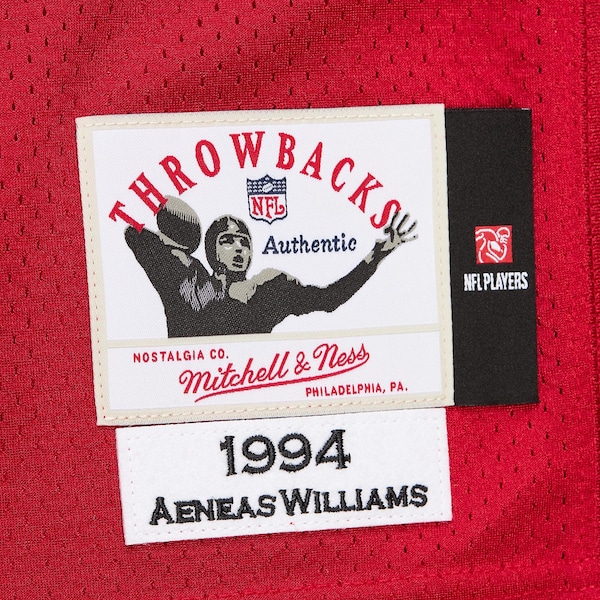 THROWBACKS
NFL
Authentic
NOSTALGIA CO.
Mitchell & Ness
PHILADELPHIA, PA.
NFL PLAYERS
1994
AENEAS WILLIAMS